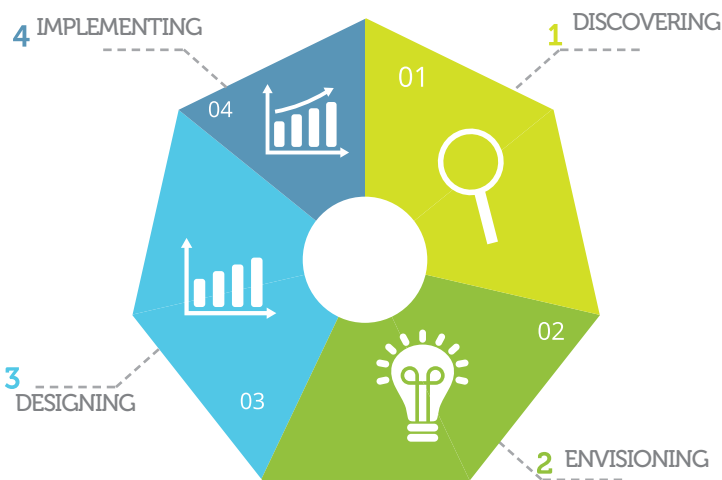 4 IMPLEMENTING
1 DISCOVERING
01
04
02
03
3 DESIGNING
2 ENVISIONING